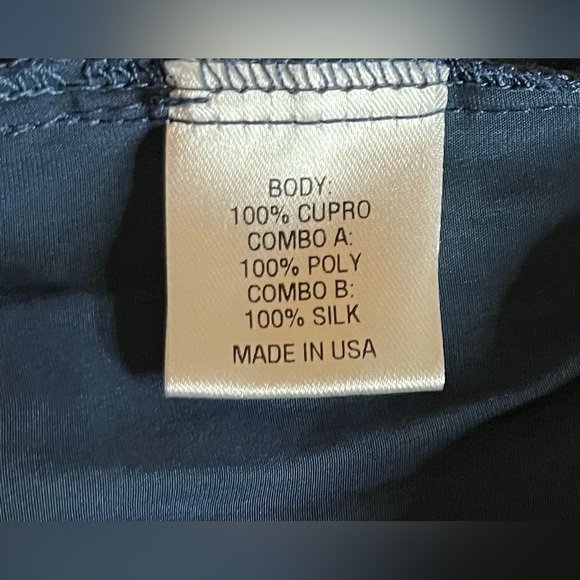 BODY:
100% CUPRO
COMBO A:
100% POLY
COMBO B:
100% SILK
MADE IN USA